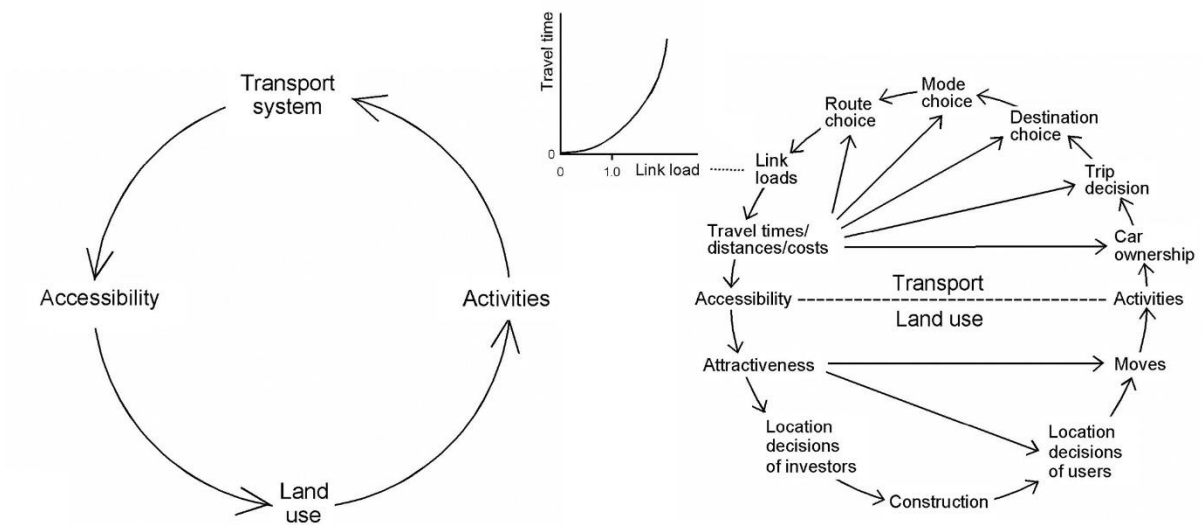 Transport
system
Accessibility
Activities
Land
use
Travel time
0
0
1.0
Link load
Mode
choice
Route
choice
Destination
choice
Link
loads
Trip
decision
Travel times/
distances/costs
Car
ownership
Accessibility
Transport
Activities
Land use
Attractiveness
Moves
Location
decisions
of investors
Location
decisions
of users
Construction